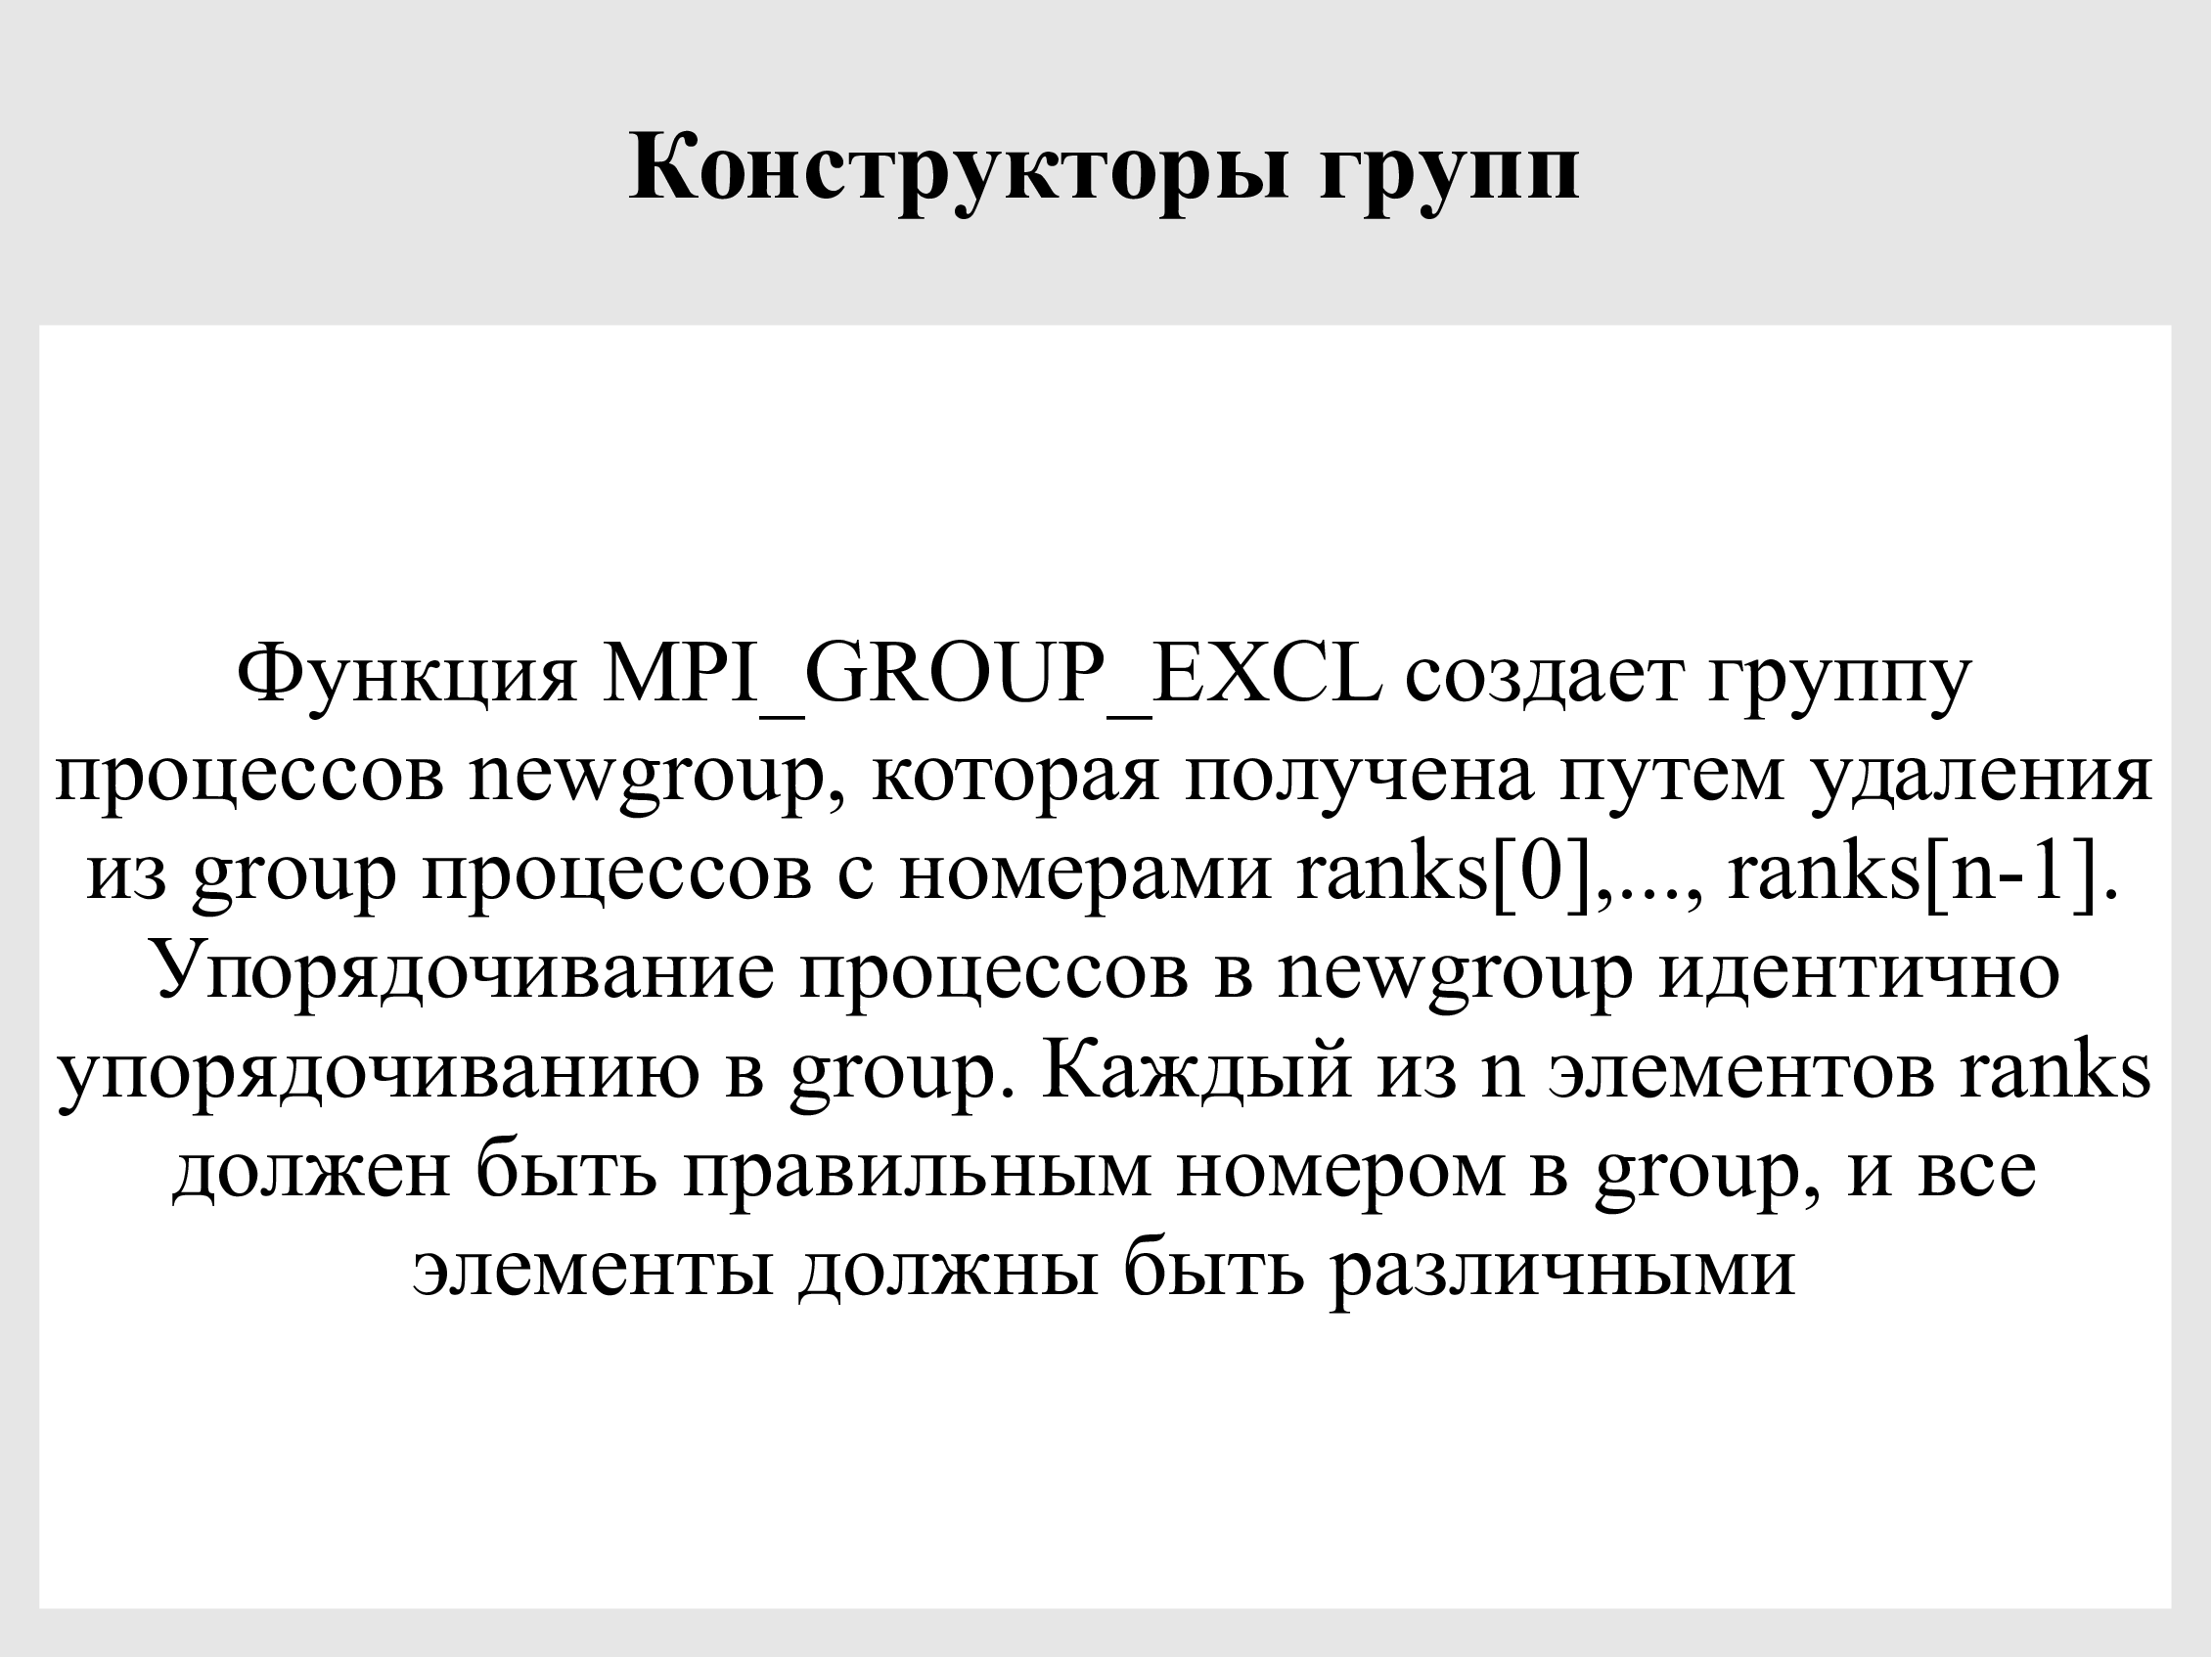 Конструкторы групп
Функция MPI_GROUP_EXCL создает группу
процессов newgroup, которая получена путем удаления
из group процессов с номерами ranks[0],..., ranks[n-1].
Упорядочивание процессов в newgroup идентично
упорядочиванию в group. Каждый из n элементов ranks
должен быть правильным номером в group, и все
элементы должны быть различными